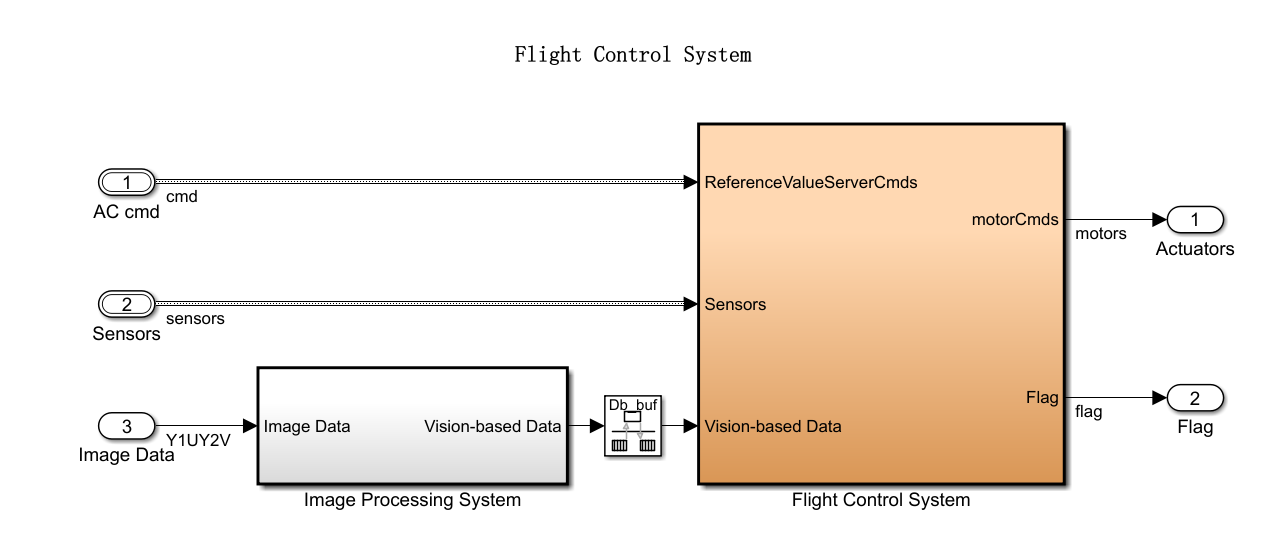 Flight Control System
1
AC cmd
cmd
ReferenceValueServerCmds
motorCmds
motors
1
Actuators
2
Sensors
sensors
Sensors
3
Image Data
Y1UY2V
Image Data
Vision-based Data
Image Processing System
Db_buf
Vision-based Data
Flag
flag
2
Flag
Flight Control System